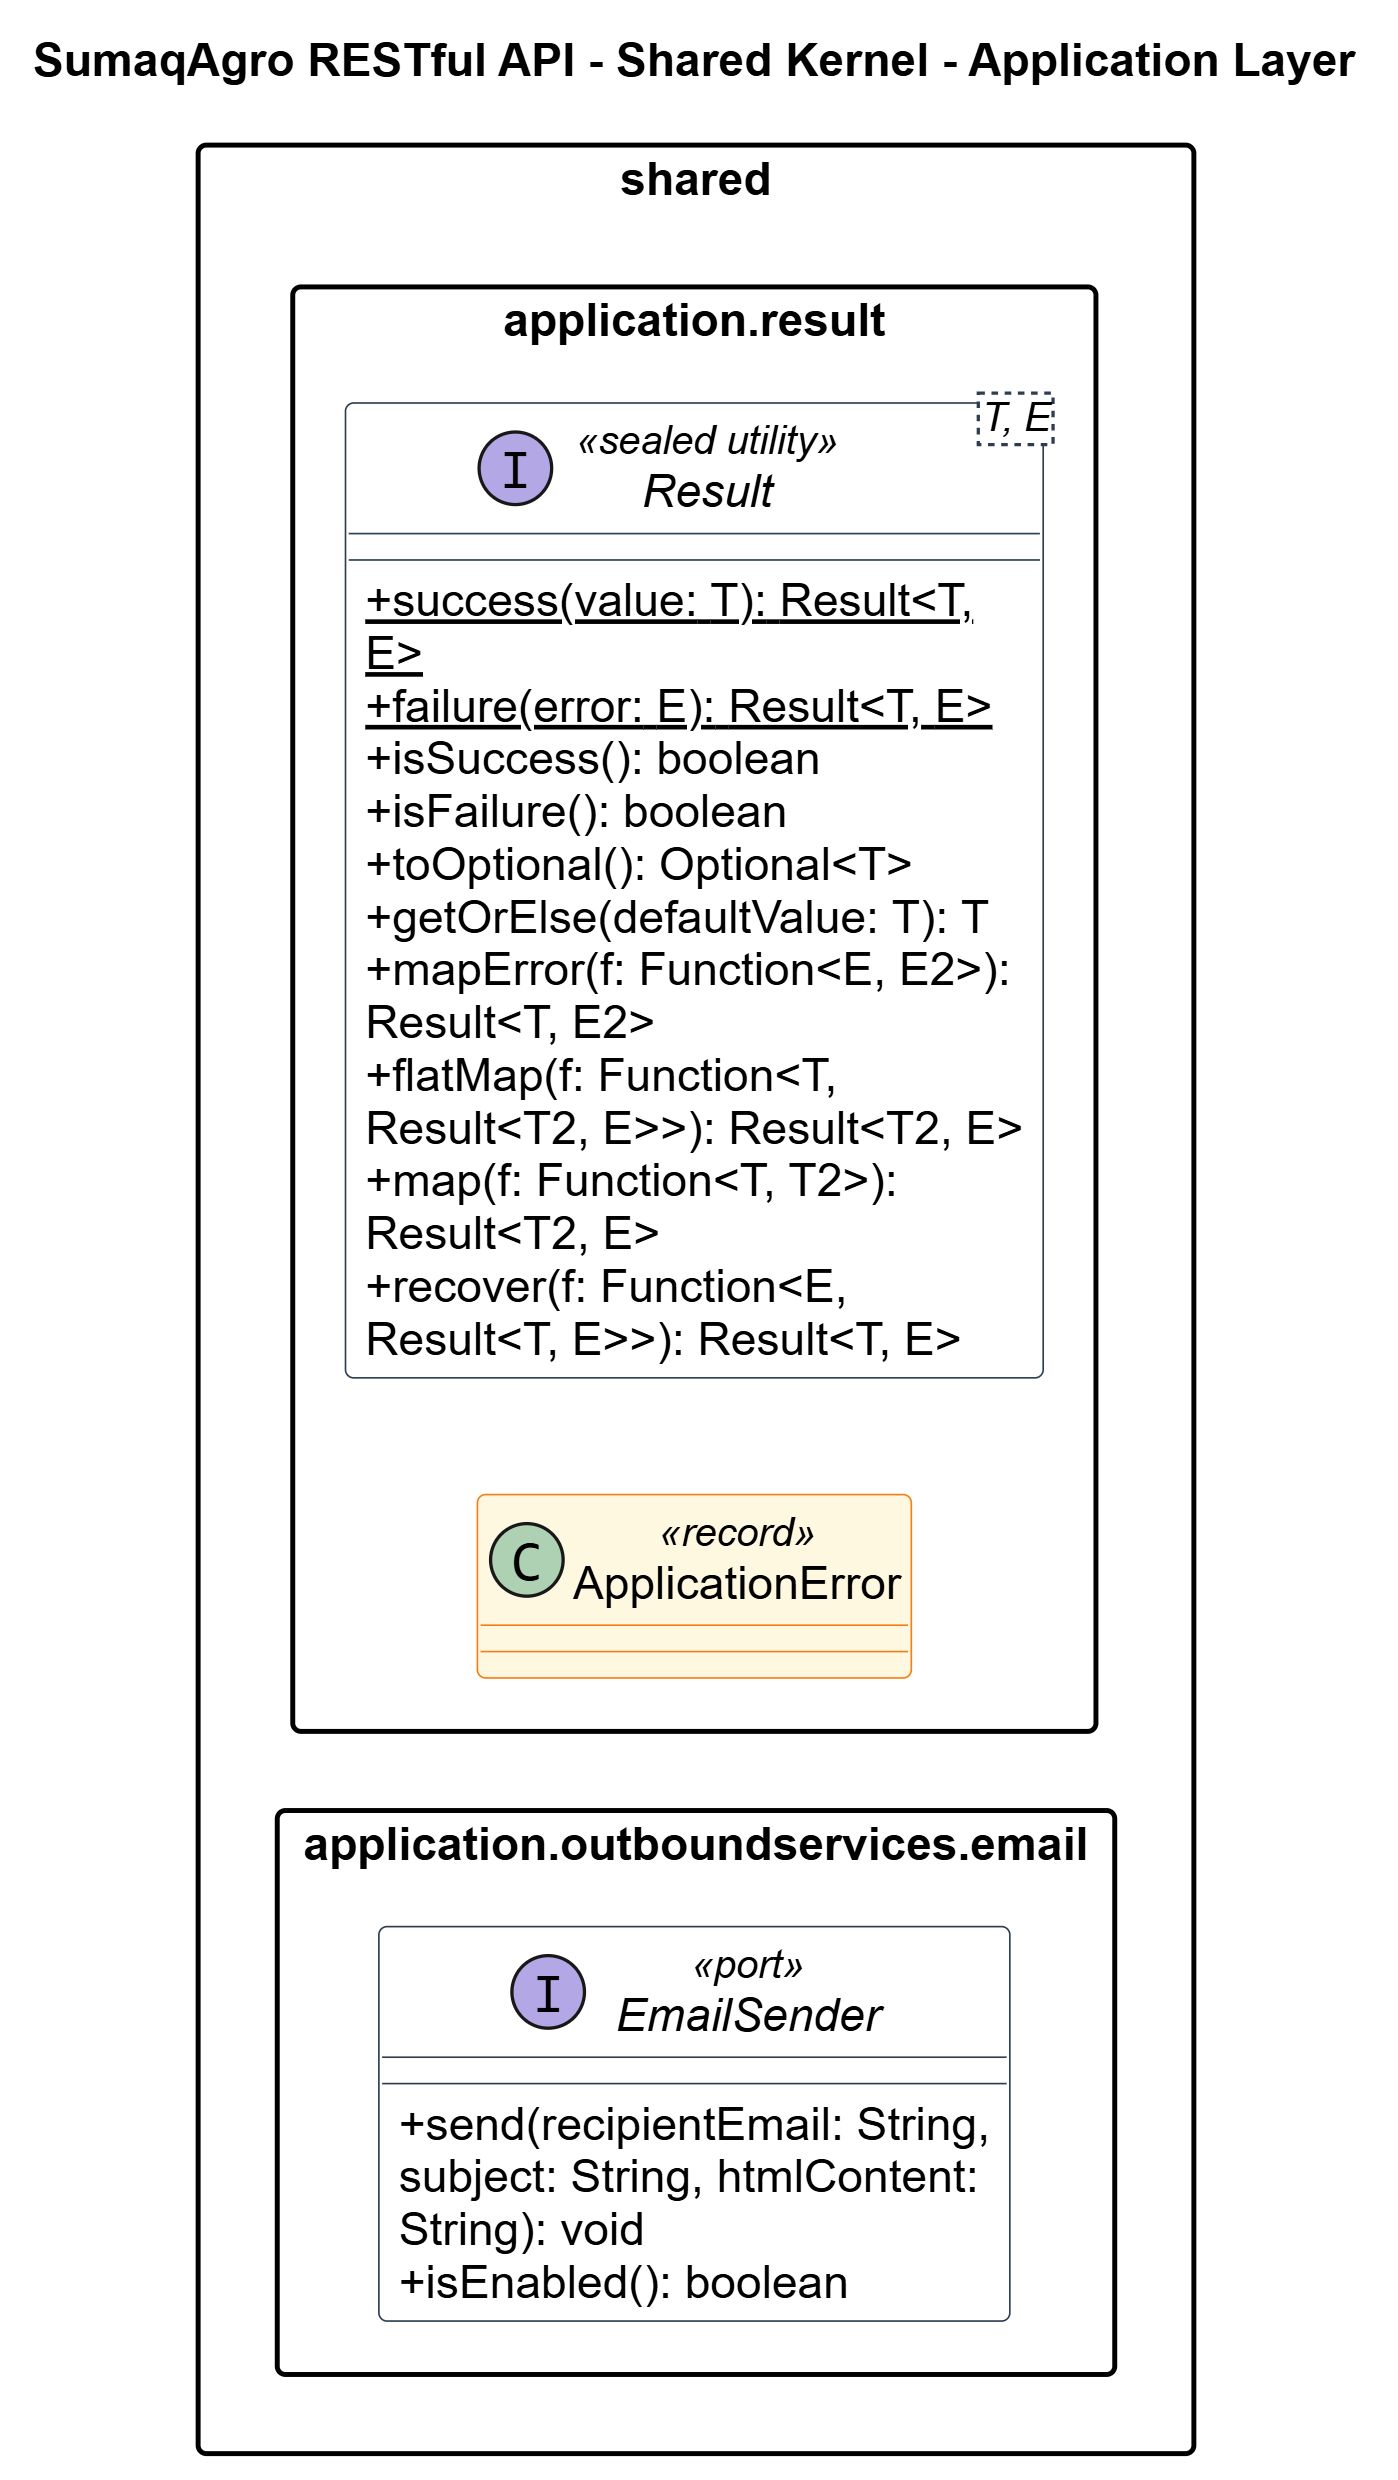 SumaqAgro RESTful API - Shared Kernel - Application Layer
shared
application.result
T, E
«sealed utility»
I
Result
+success(value: T): Result<T,
E>
+failure(error: E): Result<T, E>
+isSuccess(): boolean
+isFailure(): boolean
+toOptional(): Optional<T>
+getOrElse(defaultValue: T): T
+mapError(f: Function<E, E2>):
Result<T, E2>
+flatMap(f: Function<T,
Result<T2, E>>): Result<T2, E>
+map(f: Function<T, T2>):
Result<T2, E>
+recover(f: Function<E,
Result<T, E>>): Result<T, E>
«record»
C
ApplicationError
application.outboundservices.email
«port»
I
EmailSender
+send(recipientEmail: String,
subject: String, htmlContent:
String): void
+isEnabled(): boolean